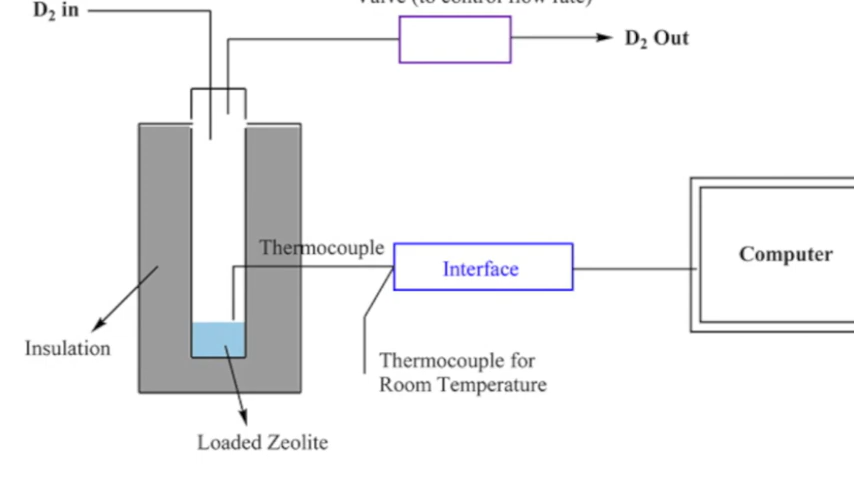 D₂ in
Valve (to control flow rate)
D₂ Out
Thermocouple
Interface
Computer
Insulation
Thermocouple for
Room Temperature
Loaded Zeolite